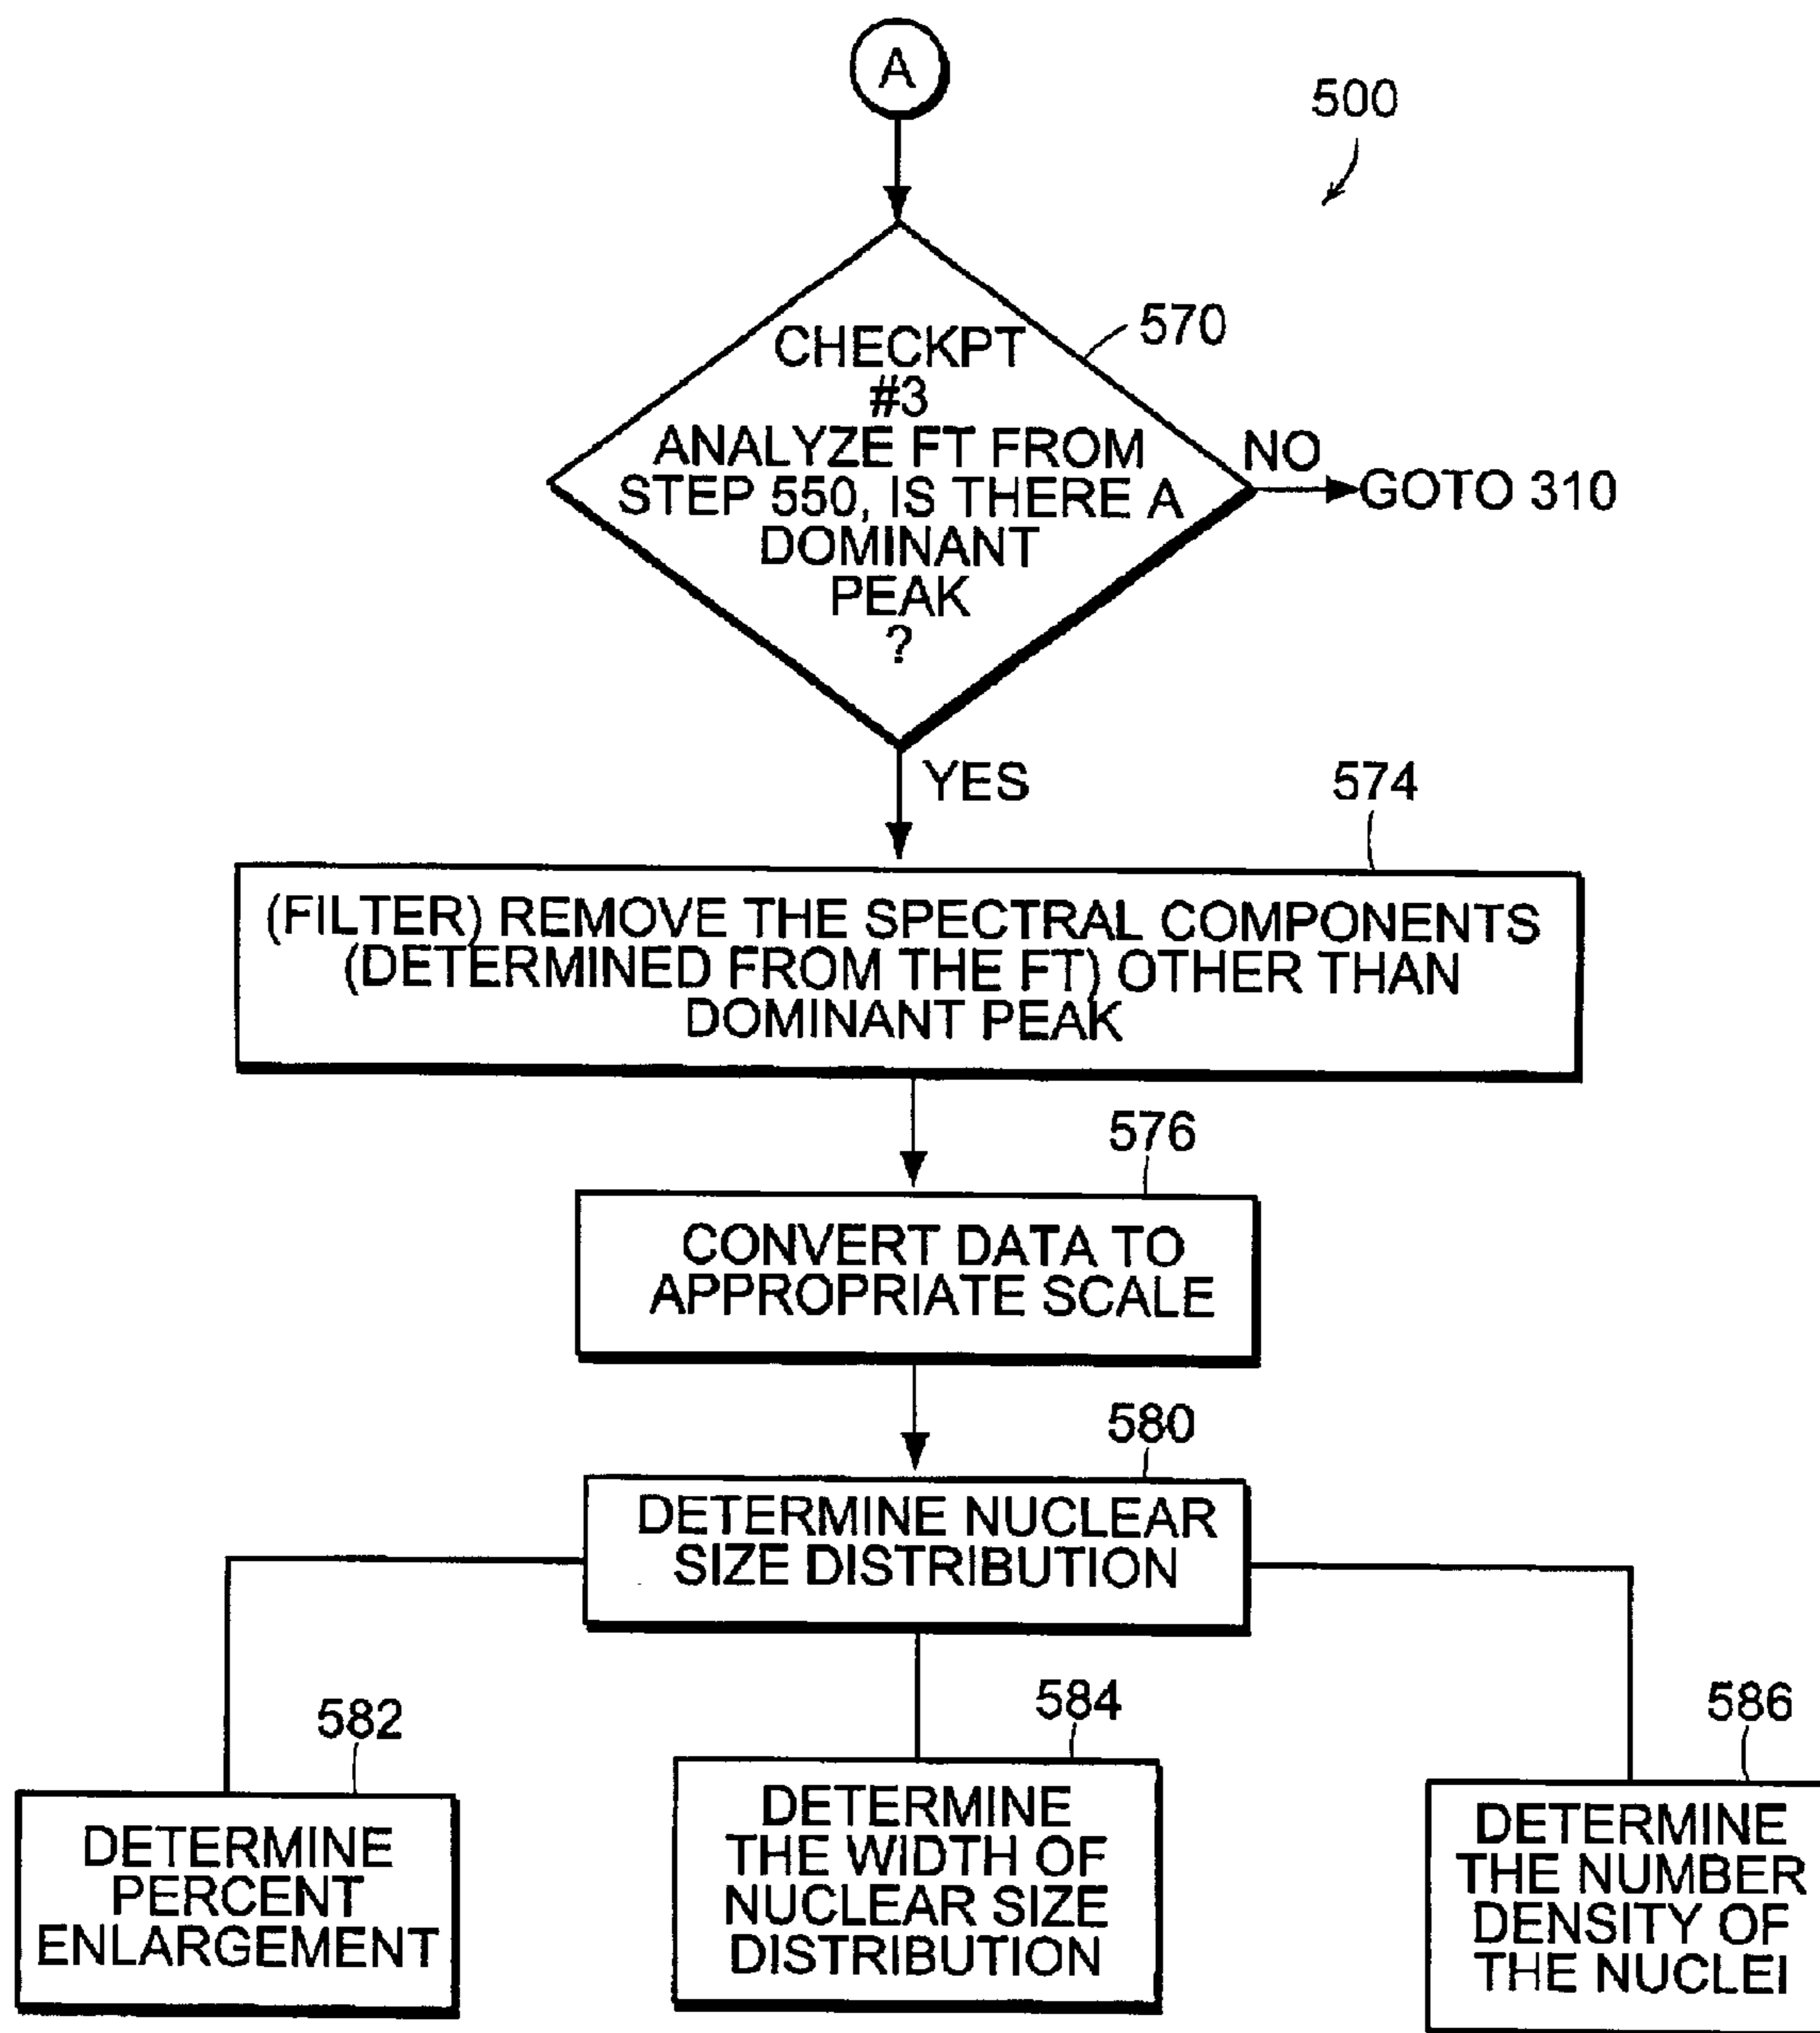 A
500
570
CHECKPT
#3
ANALYZE FT FROM
STEP 550, IS THERE A
DOMINANT
PEAK
?
NO
GOTO 310
YES
574
(FILTER) REMOVE THE SPECTRAL COMPONENTS
(DETERMINED FROM THE FT) OTHER THAN
DOMINANT PEAK
576
CONVERT DATA TO
APPROPRIATE SCALE
580
DETERMINE NUCLEAR
SIZE DISTRIBUTION
582
DETERMINE
PERCENT
ENLARGEMENT
584
DETERMINE
THE WIDTH OF
NUCLEAR SIZE
DISTRIBUTION
586
DETERMINE
THE NUMBER
DENSITY OF
THE NUCLEI